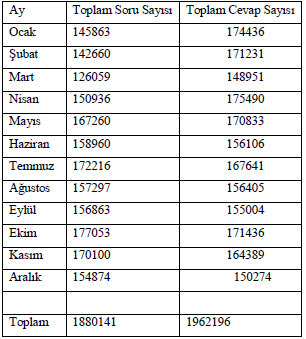 Ay Toplam Soru Sayısı Toplam Cevap Sayısı
Ocak 145863 174436
Şubat 142660 171231
Mart 126059 148951
Nisan 150936 175490
Mayıs 167260 170833
Haziran 158960 156106
Temmuz 172216 167641
Ağustos 157297 156405
Eylül 156863 155004
Ekim 177053 171436
Kasım 170100 164389
Aralık 154874 150274
Toplam 1880141 1962196